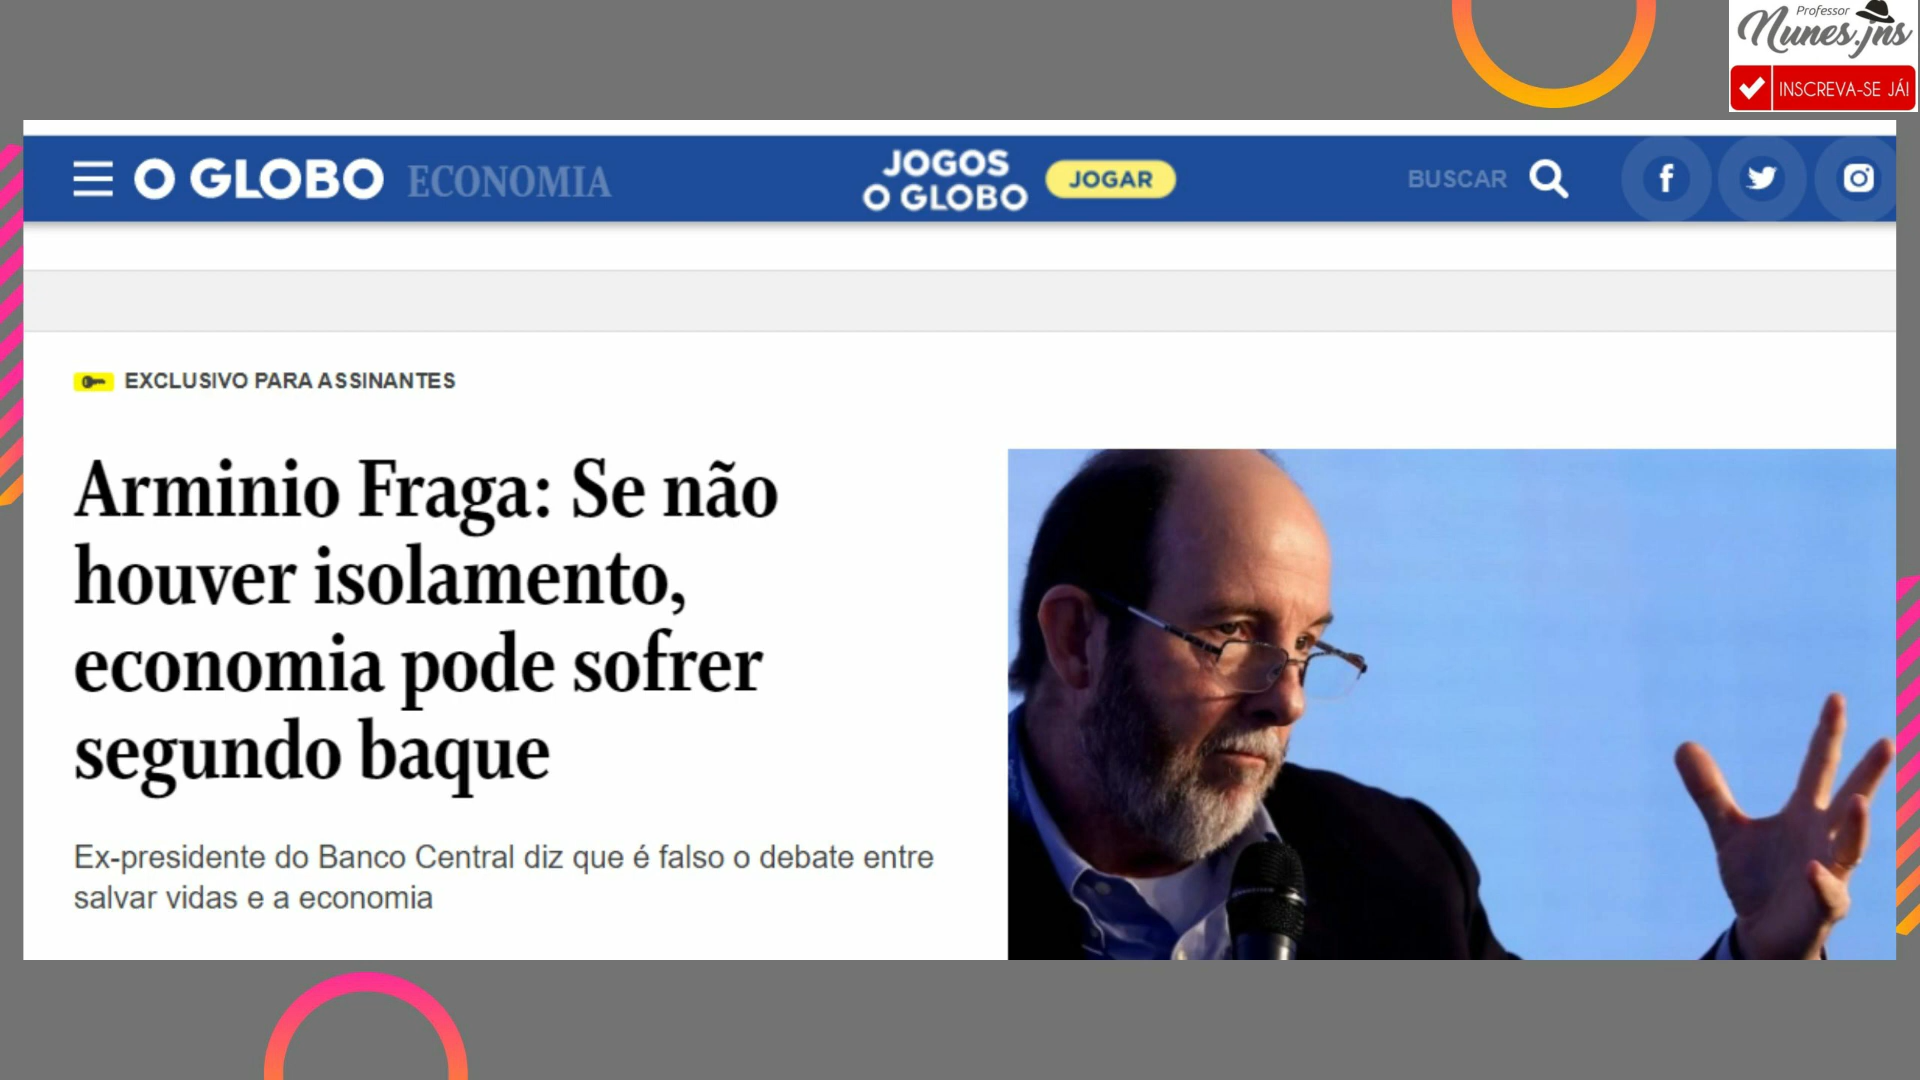 Professor
Nunes.jns
INSCREVA-SE JÁ!
O GLOBO ECONOMIA
JOGOS
O GLOBO
JOGAR
BUSCAR
EXCLUSIVO PARA ASSINANTES
Arminio Fraga: Se não
houver isolamento,
economia pode sofrer
segundo baque
Ex-presidente do Banco Central diz que é falso o debate entre
salvar vidas e a economia